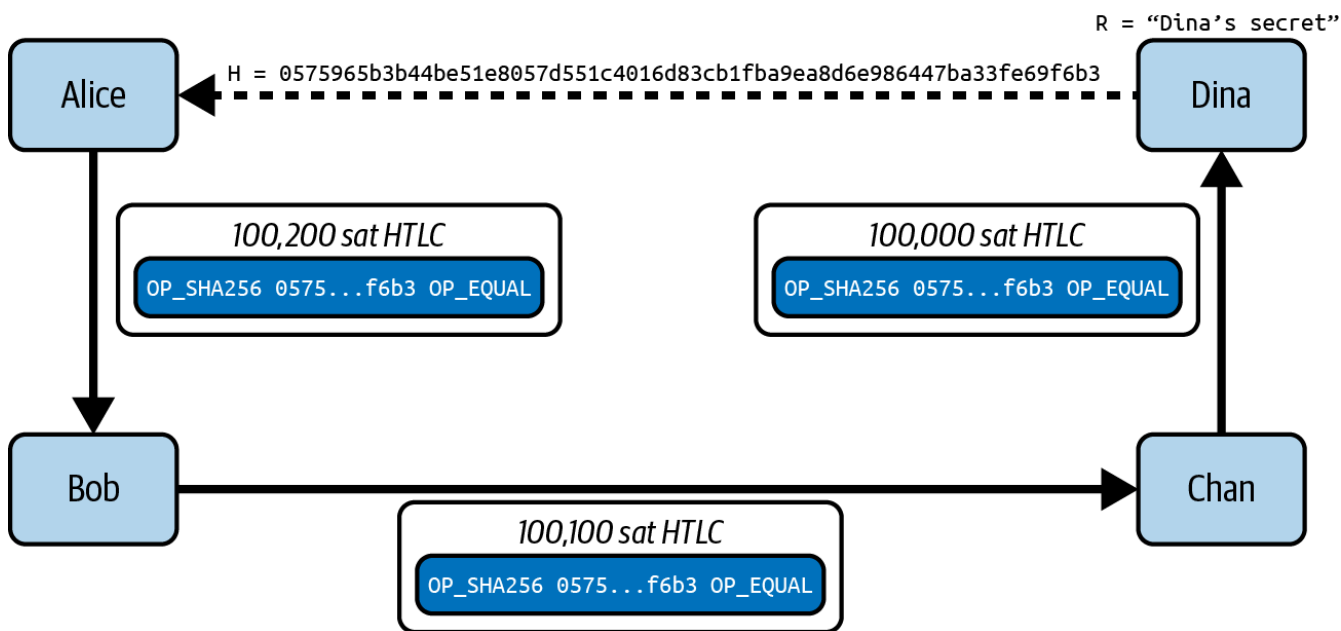 R = “Dina’s secret”
H = 0575965b3b44be51e8057d551c4016d83cb1fba9ea8d6e986447ba33fe69f6b3
Alice
Dina
100,200 sat HTLC
OP_SHA256 0575...f6b3 OP_EQUAL
100,000 sat HTLC
OP_SHA256 0575...f6b3 OP_EQUAL
Bob
Chan
100,100 sat HTLC
OP_SHA256 0575...f6b3 OP_EQUAL